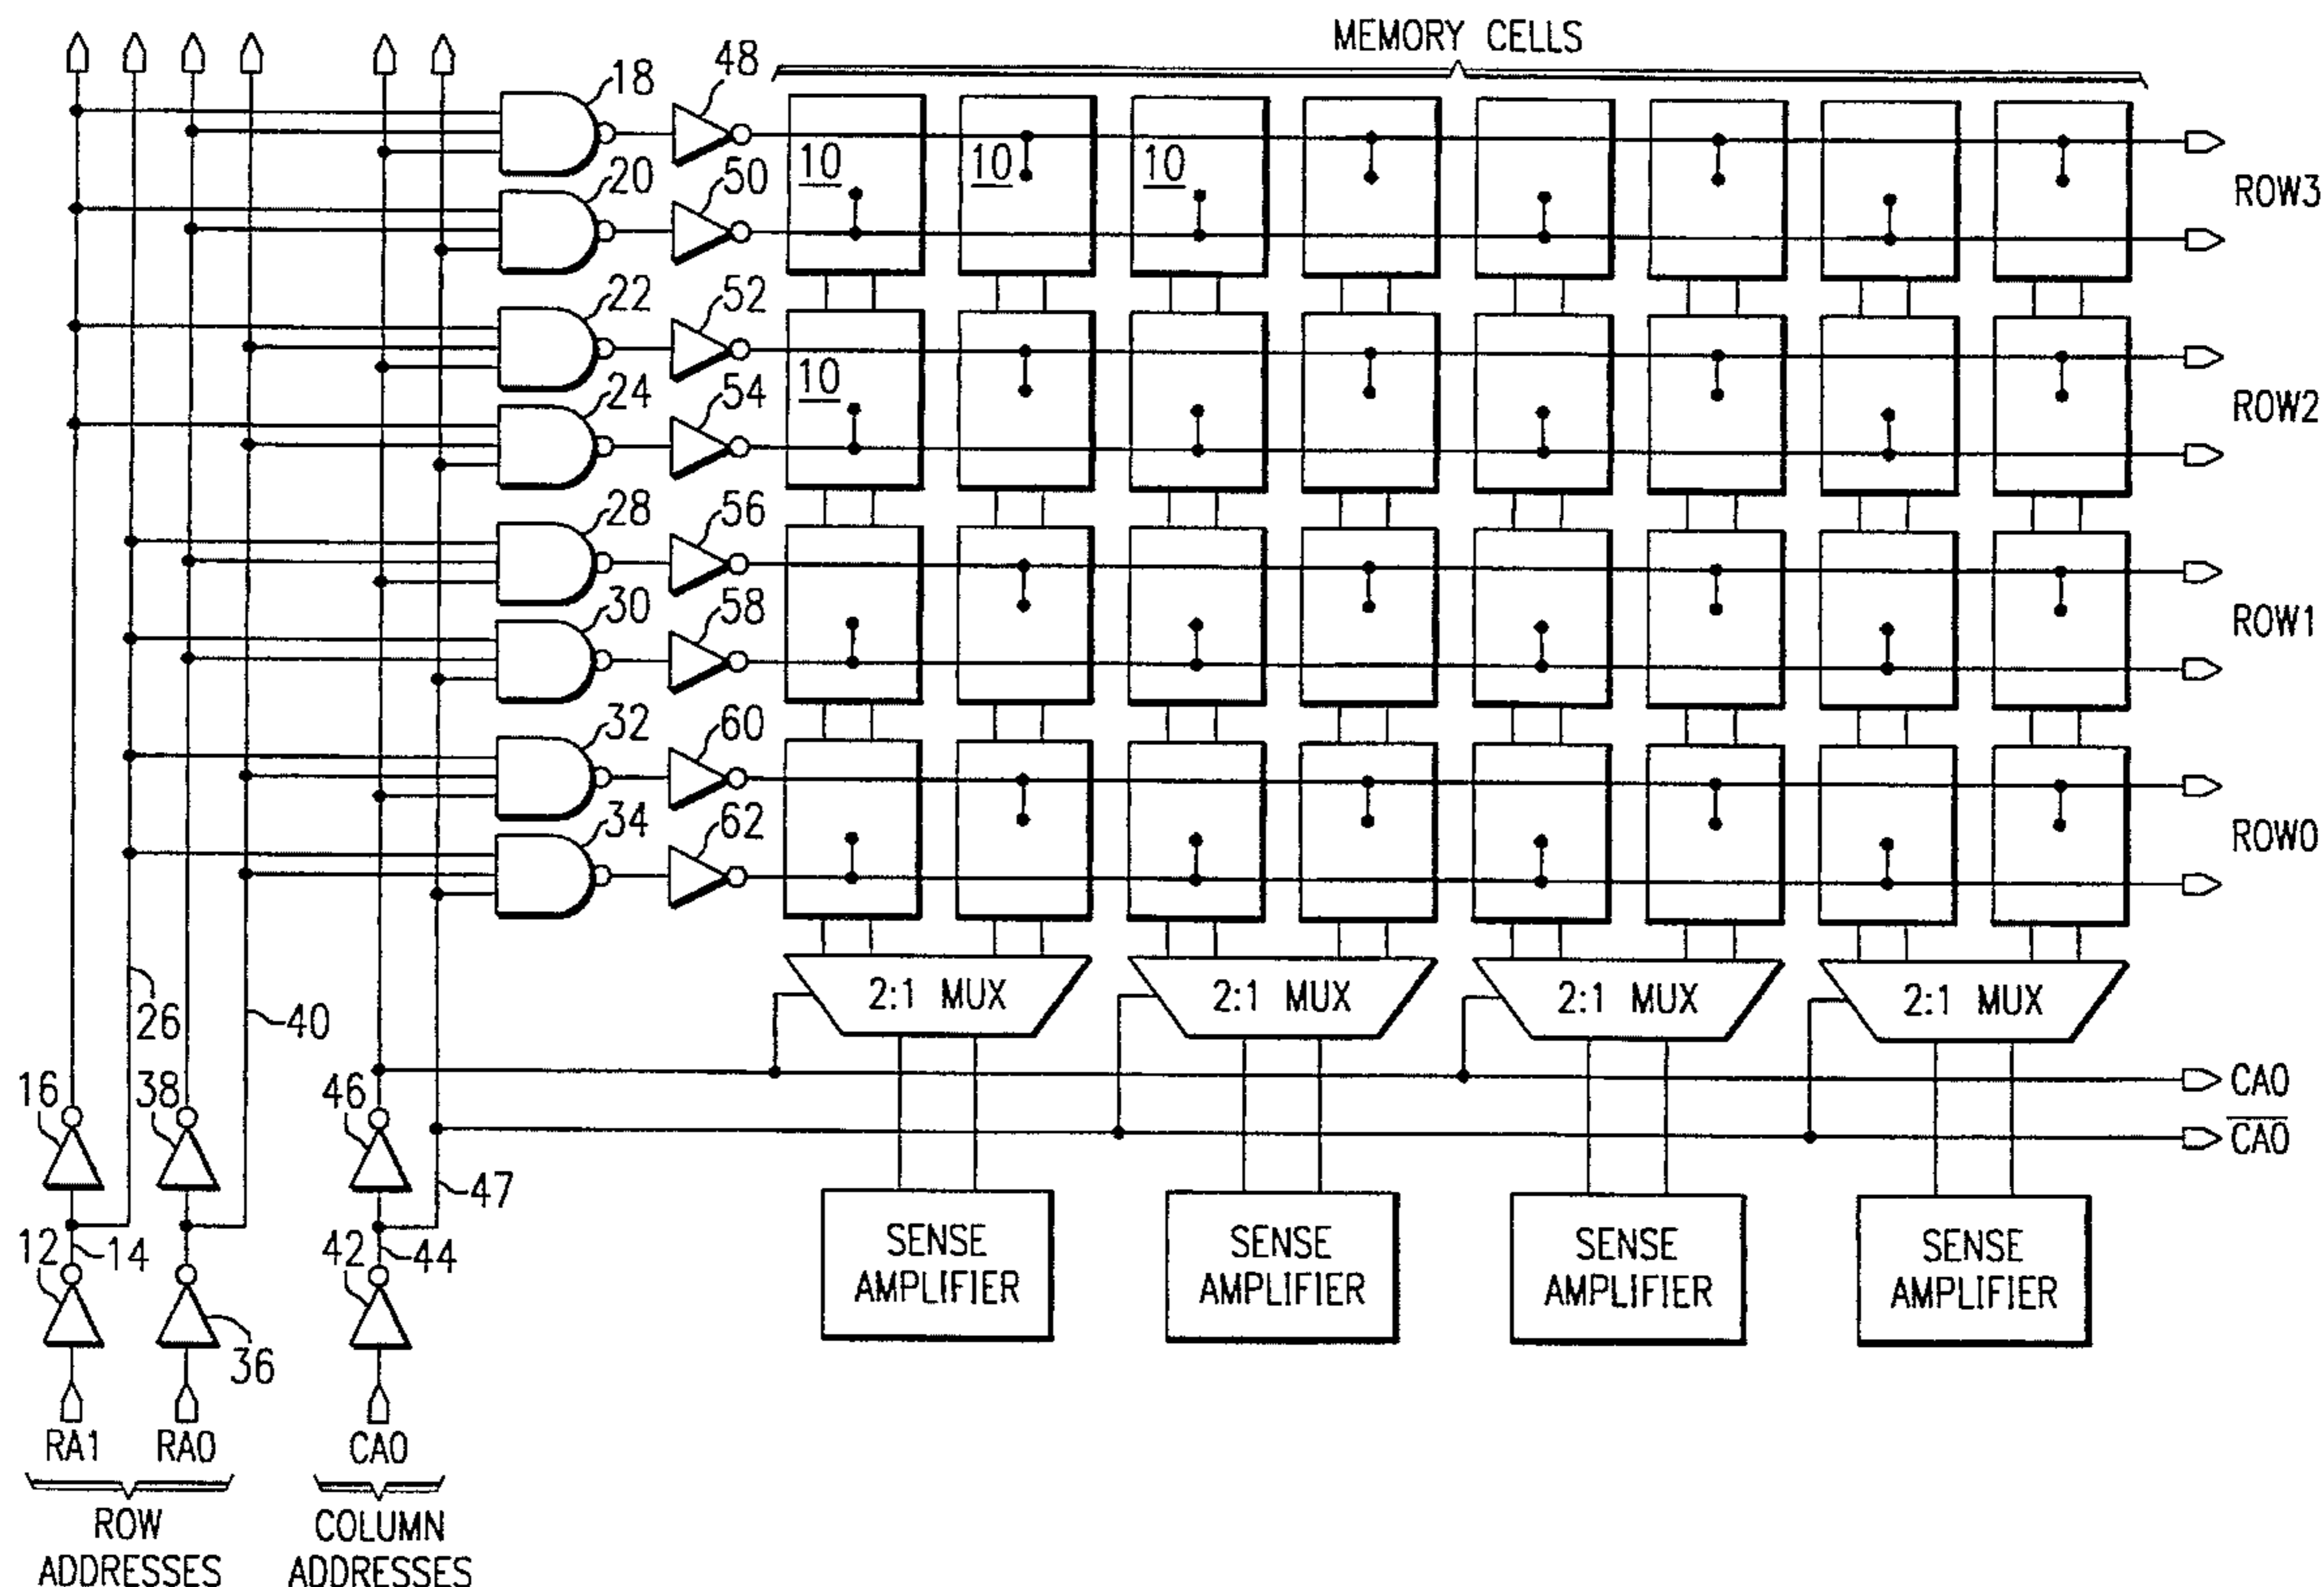 MEMORY CELLS
18
48
10
10
10
20
50
ROW3
22
52
10
24
54
ROW2
28
56
30
58
ROW1
32
60
34
62
ROW0
26
40
2:1 MUX
2:1 MUX
2:1 MUX
2:1 MUX
16
38
46
CA0
CA0
47
12
14
42
44
36
SENSE
AMPLIFIER
SENSE
AMPLIFIER
SENSE
AMPLIFIER
SENSE
AMPLIFIER
RA1
RA0
CA0
ROW
ADDRESSES
COLUMN
ADDRESSES